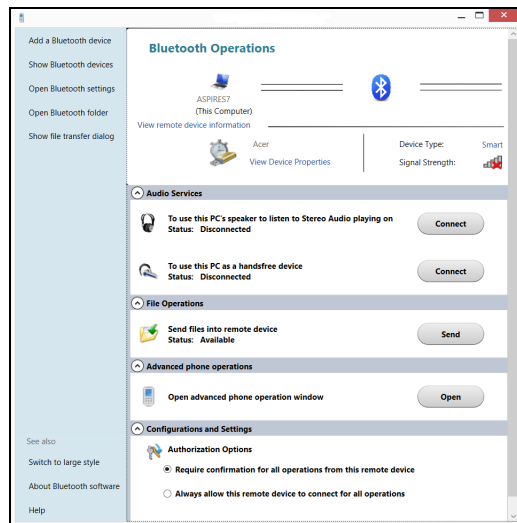 Add a Bluetooth device
Show Bluetooth devices
Open Bluetooth settings
Open Bluetooth folder
Show file transfer dialog
See also
Switch to large style
About Bluetooth software
Help
Bluetooth Operations
ASPIRES7
(This Computer)
View remote device information
Acer
View Device Properties
Device Type: Smart
Signal Strength:
Audio Services
To use this PC's speaker to listen to Stereo Audio playing on
Status: Disconnected
Connect
To use this PC as a handsfree device
Status: Disconnected
Connect
File Operations
Send files into remote device
Status: Available
Send
Advanced phone operations
Open advanced phone operation window
Open
Configurations and Settings
Authorization Options
Require confirmation for all operations from this remote device
Always allow this remote device to connect for all operations